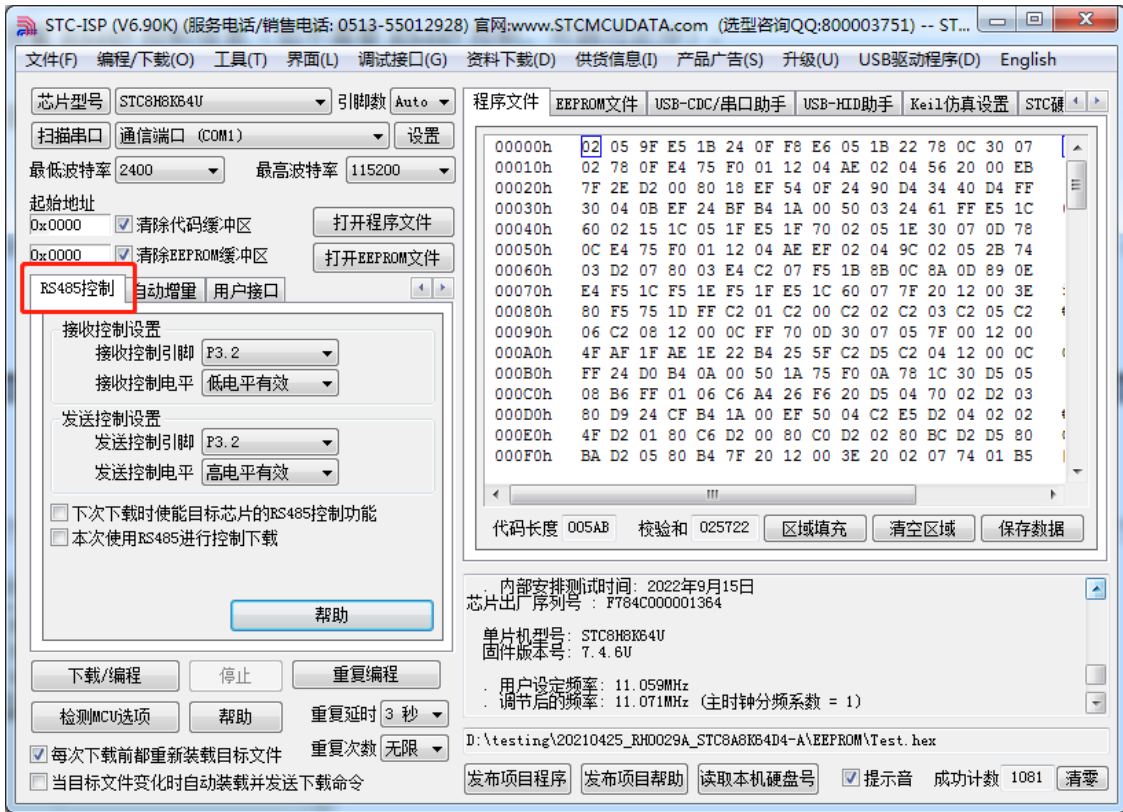 STC-ISP (V6.90K) (服务电话/销售电话: 0513-55012928) 官网:www.STCMCUDATA.com (选型咨询QQ:800003751) -- ST...
文件(F) 编程/下载(O) 工具(T) 界面(L) 调试接口(G) 资料下载(D) 供货信息(I) 产品广告(S) 升级(U) USB驱动程序(D) English
芯片型号 STC8H8K64U 引脚数 Auto
扫描串口 通信端口 (COM1) 设置
最低波特率 2400 最高波特率 115200
起始地址
0x0000 清除代码缓冲区 打开程序文件
0x0000 清除EEPROM缓冲区 打开EEPROM文件
RS485控制 自动增量 用户接口
接收控制设置
接收控制引脚 P3.2
接收控制电平 低电平有效
发送控制设置
发送控制引脚 P3.2
发送控制电平 高电平有效
下次下载时使能目标芯片的RS485控制功能
本次使用RS485进行控制下载
帮助
下载/编程 停止 重复编程
检测MCU选项 帮助 重复延时 3 秒
每次下载前都重新装载目标文件 重复次数 无限
当目标文件变化时自动装载并发送下载命令
程序文件 EEPROM文件 USB-CDC/串口助手 USB-HID助手 Keil仿真设置 STC硬
00000h 02 05 9F E5 1B 24 0F F8 E6 05 1B 22 78 0C 30 07
00010h 02 78 0F E4 75 F0 01 12 04 AE 02 04 56 20 00 EB
00020h 7F 2E D2 00 80 18 EF 54 0F 24 90 D4 34 40 D4 FF
00030h 30 04 0B EF 24 BF B4 1A 00 50 03 24 61 FF E5 1C
00040h 60 02 15 1C 05 1F E5 1F 70 02 05 1E 30 07 0D 78
00050h 0C E4 75 F0 01 12 04 AE EF 02 04 9C 02 05 2B 74
00060h 03 D2 07 80 03 E4 C2 07 F5 1B 8B 0C 8A 0D 89 0E
00070h E4 F5 1C F5 1E F5 1F E5 1C 60 07 7F 20 12 00 3E
00080h 80 F5 75 1D FF C2 01 C2 00 C2 02 C2 03 C2 05 C2
00090h 06 C2 08 12 00 0C FF 70 0D 30 07 05 7F 00 12 00
000A0h 4F AF 1F AE 1E 22 B4 25 5F C2 D5 C2 04 12 00 0C
000B0h FF 24 D0 B4 0A 00 50 1A 75 F0 0A 78 1C 30 D5 05
000C0h 08 B6 FF 01 06 C6 A4 26 F6 20 D5 04 70 02 D2 03
000D0h 80 D9 24 CF B4 1A 00 EF 50 04 C2 E5 D2 04 02 02
000E0h 4F D2 01 80 C6 D2 00 80 C0 D2 02 80 BC D2 D5 80
000F0h BA D2 05 80 B4 7F 20 12 00 3E 20 02 07 74 01 B5
代码长度 005AB 校验和 025722 区域填充 清空区域 保存数据
. 内部安排测试时间: 2022年9月15日
芯片出厂序列号 : F784C000001364
单片机型号: STC8H8K64U
固件版本号: 7.4.6U
. 用户设定频率: 11.059MHz
. 调节后的频率: 11.071MHz (主时钟分频系数 = 1)
D:\testing\20210425_RH0029A_STC8A8K64D4-A\EEPROM\Test.hex
发布项目程序 发布项目帮助 读取本机硬盘号 提示音 成功计数 1081 清零